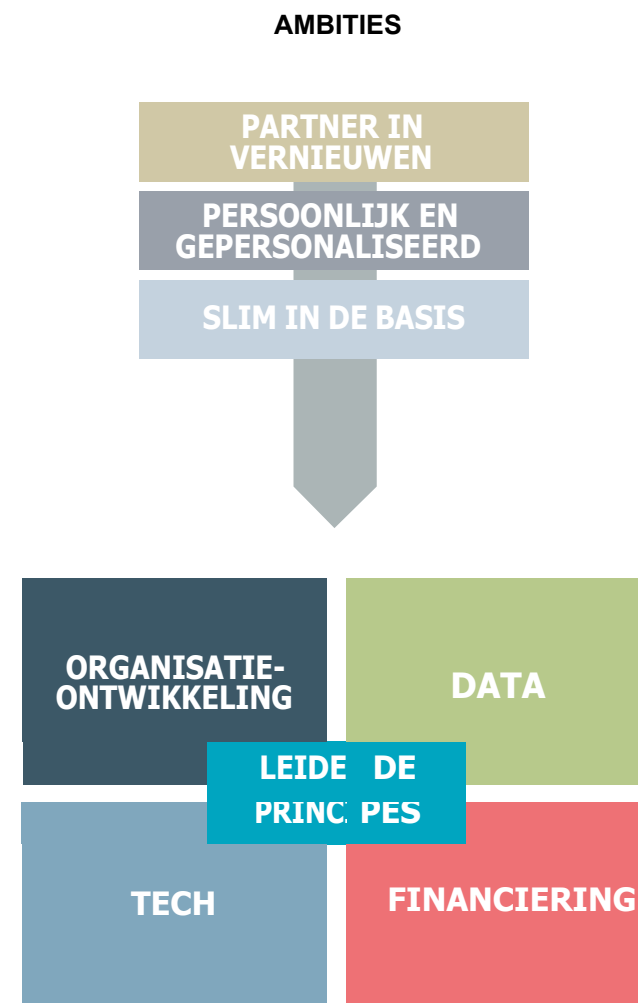 AMBITIES
PARTNER IN
VERNIEUWEN
PERSOONLIJK EN
GEPERSONALISEERD
SLIM IN DE BASIS
ORGANISATIE-
ONTWIKKELING
DATA
LEIDE DE
PRINC PES
TECH
FINANCIERING